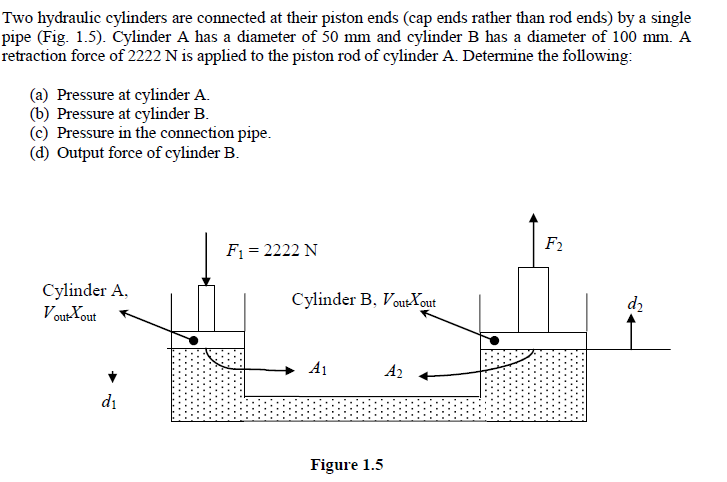 Two hydraulic cylinders are connected at their piston ends (cap ends rather than rod ends) by a single
pipe (Fig. 1.5). Cylinder A has a diameter of 50 mm and cylinder B has a diameter of 100 mm. A
retraction force of 2222 N is applied to the piston rod of cylinder A. Determine the following:
(a) Pressure at cylinder A.
(b) Pressure at cylinder B.
(c) Pressure in the connection pipe.
(d) Output force of cylinder B.
F1 = 2222 N
F2
Cylinder A,
VoutXout
Cylinder B, VoutXout
d2
A1
A2
d1
Figure 1.5